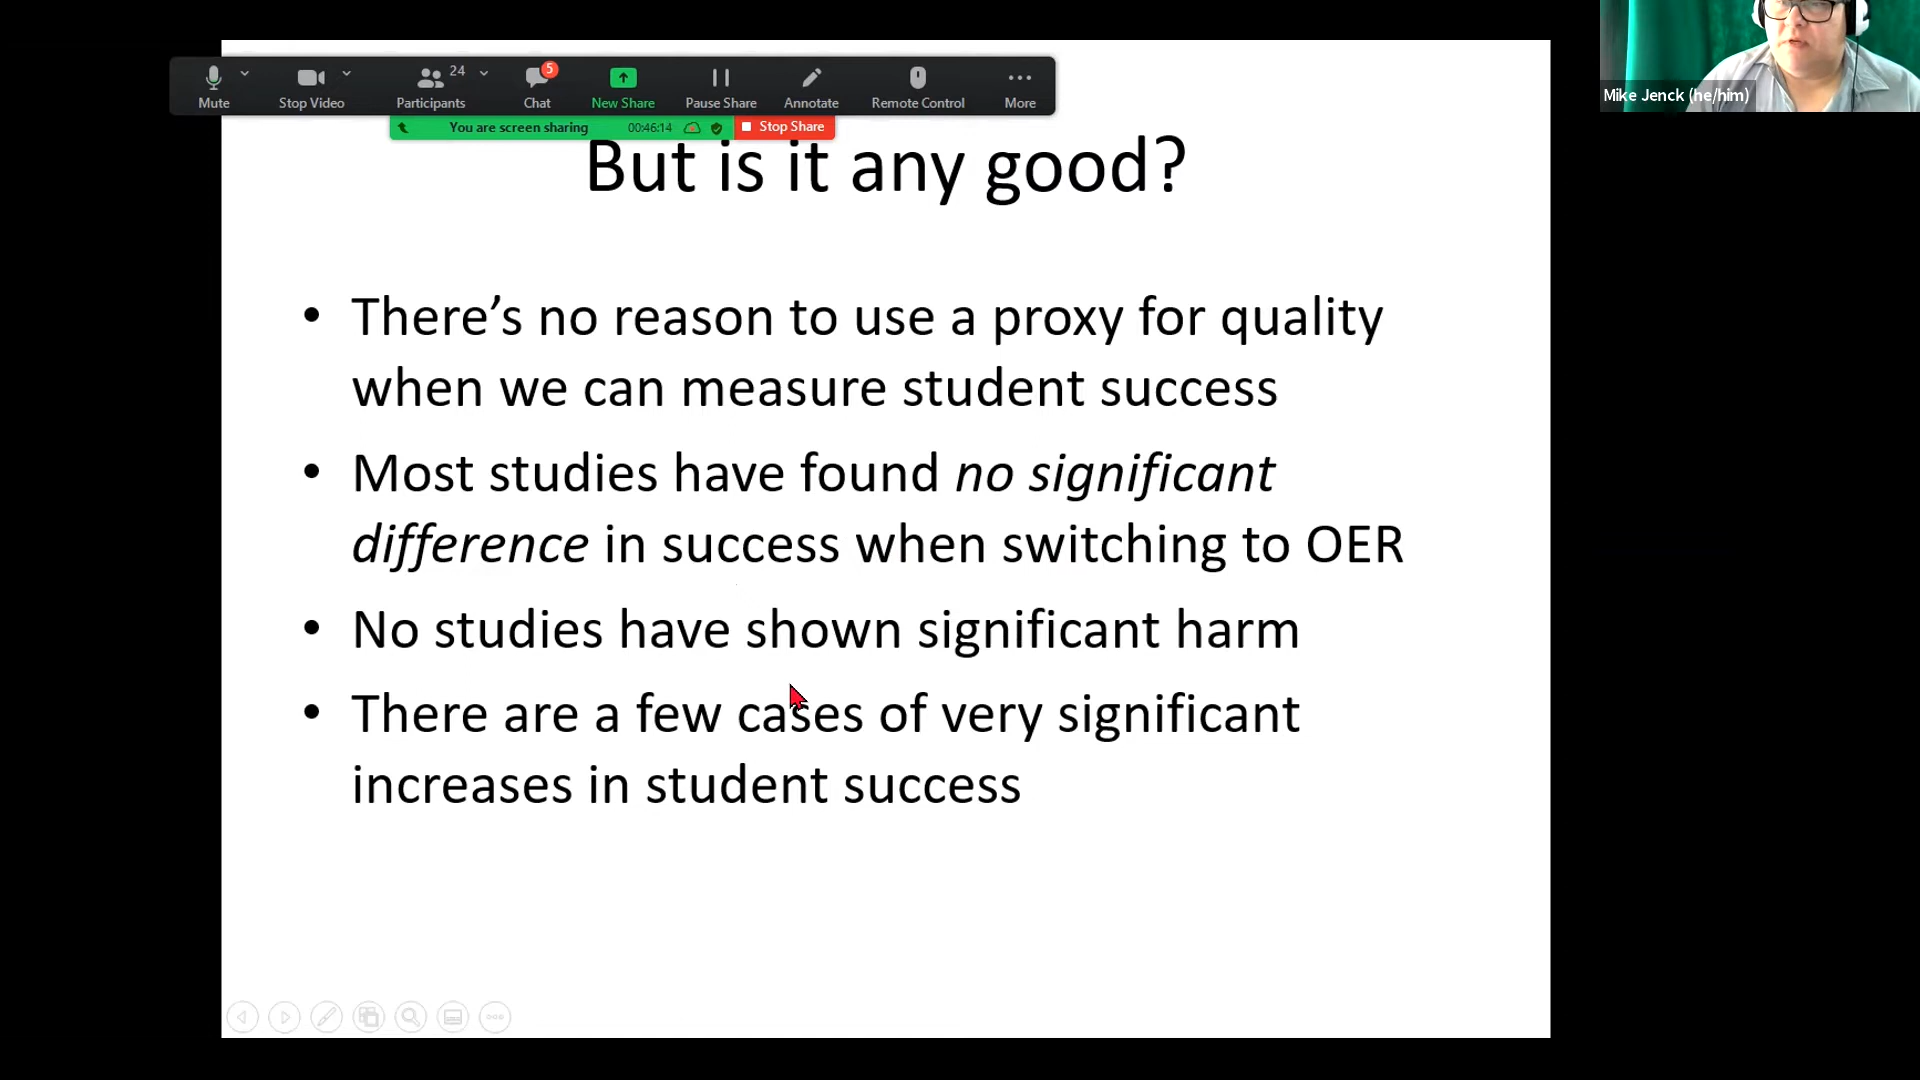 Mute
Stop Video
24
Participants
5
Chat
New Share
Pause Share
Annotate
Remote Control
More
You are screen sharing
00:46:14
Stop Share
Mike Jenck (he/him)
But is it any good?
• There’s no reason to use a proxy for quality
when we can measure student success
• Most studies have found no significant
difference in success when switching to OER
• No studies have shown significant harm
• There are a few cases of very significant
increases in student success